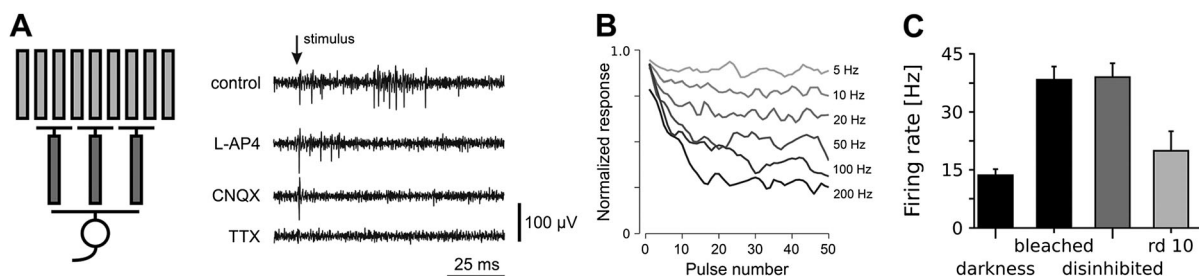 A
stimulus
control
L-AP4
CNQX
TTX
100 µV
25 ms
B
Normalized response
1.0
0.5
0.0
0 10 20 30 40 50
Pulse number
5 Hz
10 Hz
20 Hz
50 Hz
100 Hz
200 Hz
C
Firing rate [Hz]
45
30
15
0
bleached rd 10
darkness disinhibited